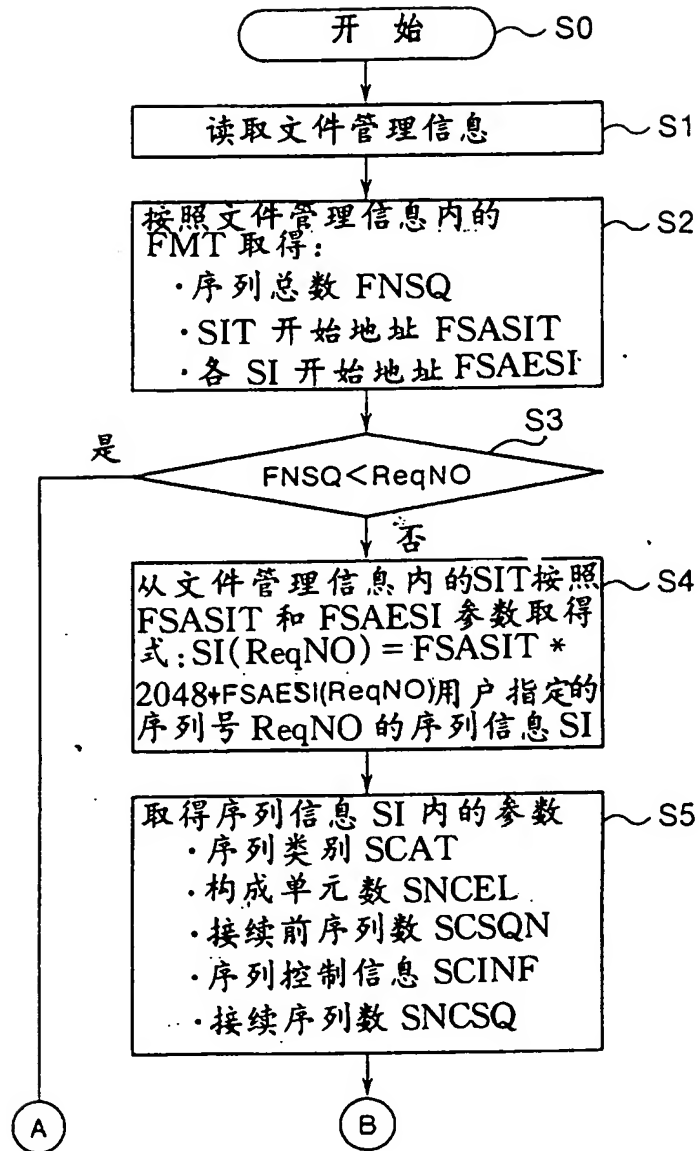 开 始
S0
读取文件管理信息
S1
按照文件管理信息内的
FMT 取得:
·序列总数 FNSQ
·SIT 开始地址 FSASIT
·各 SI 开始地址 FSAESI
S2
S3
是
FNSQ<ReqNO
否
从文件管理信息内的SIT按照
FSASIT 和 FSAESI 参数取得
式:SI(ReqNO)=FSASIT *
2048+FSAESI(ReqNO)用户指定的
序列号 ReqNO 的序列信息 SI
S4
取得序列信息 SI 内的参数
·序列类别 SCAT
·构成单元数 SNCEL
·接续前序列数 SCSQN
·序列控制信息 SCINF
·接续序列数 SNCSQ
S5
A
B